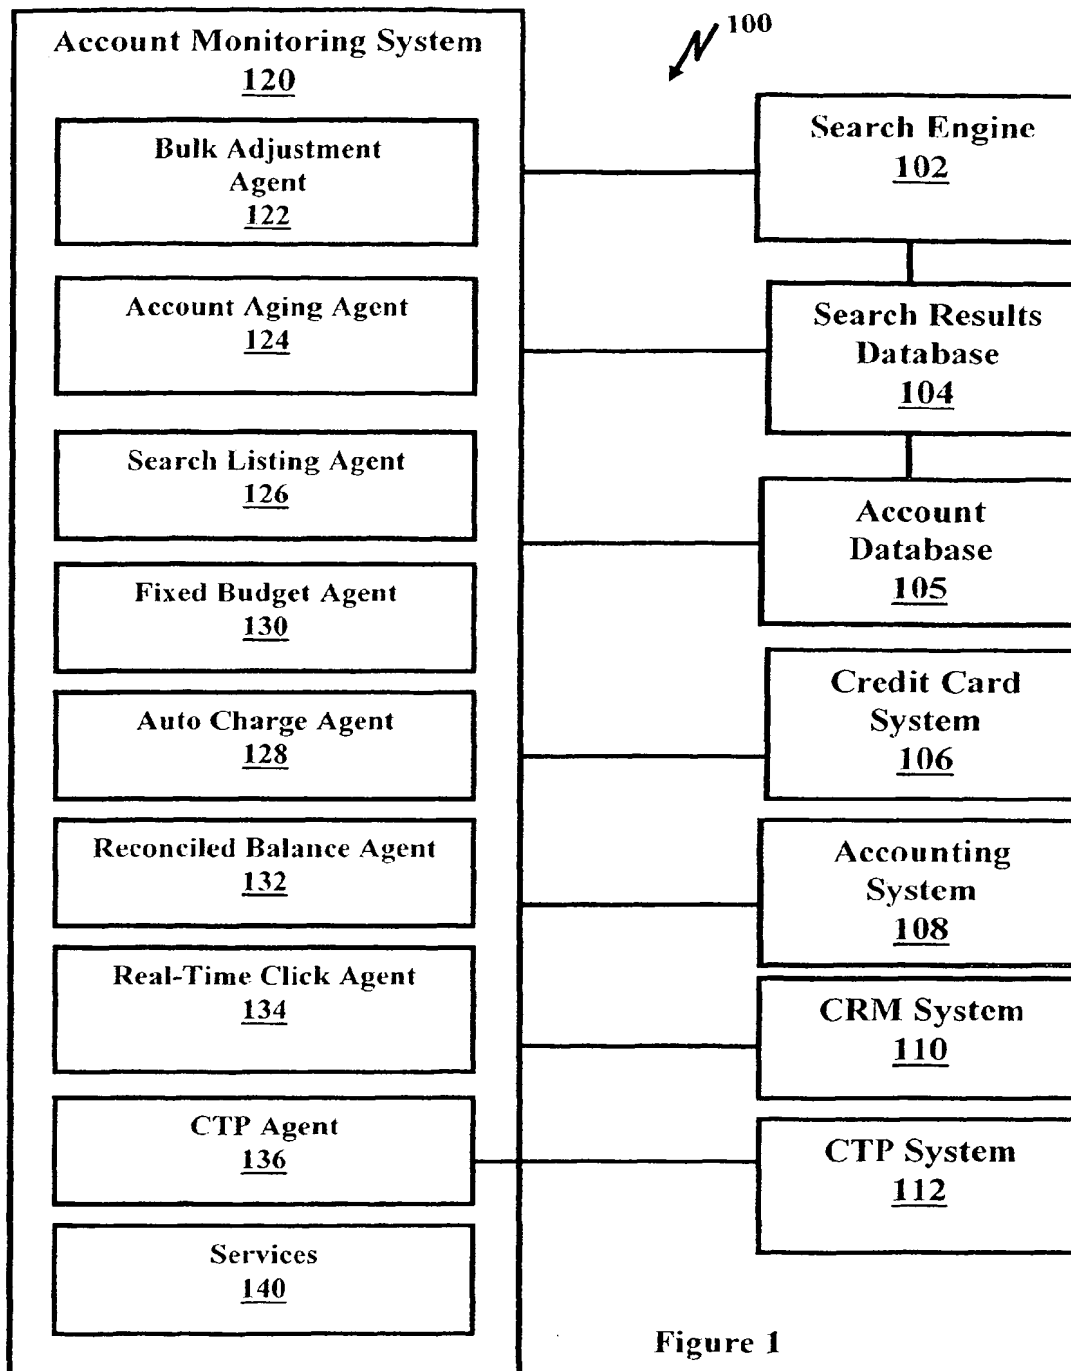 Account Monitoring System
120
Bulk Adjustment
Agent
122
Account Aging Agent
124
Search Listing Agent
126
Fixed Budget Agent
130
Auto Charge Agent
128
Reconciled Balance Agent
132
Real-Time Click Agent
134
CTP Agent
136
Services
140
100
Search Engine
102
Search Results
Database
104
Account
Database
105
Credit Card
System
106
Accounting
System
108
CRM System
110
CTP System
112
Figure 1